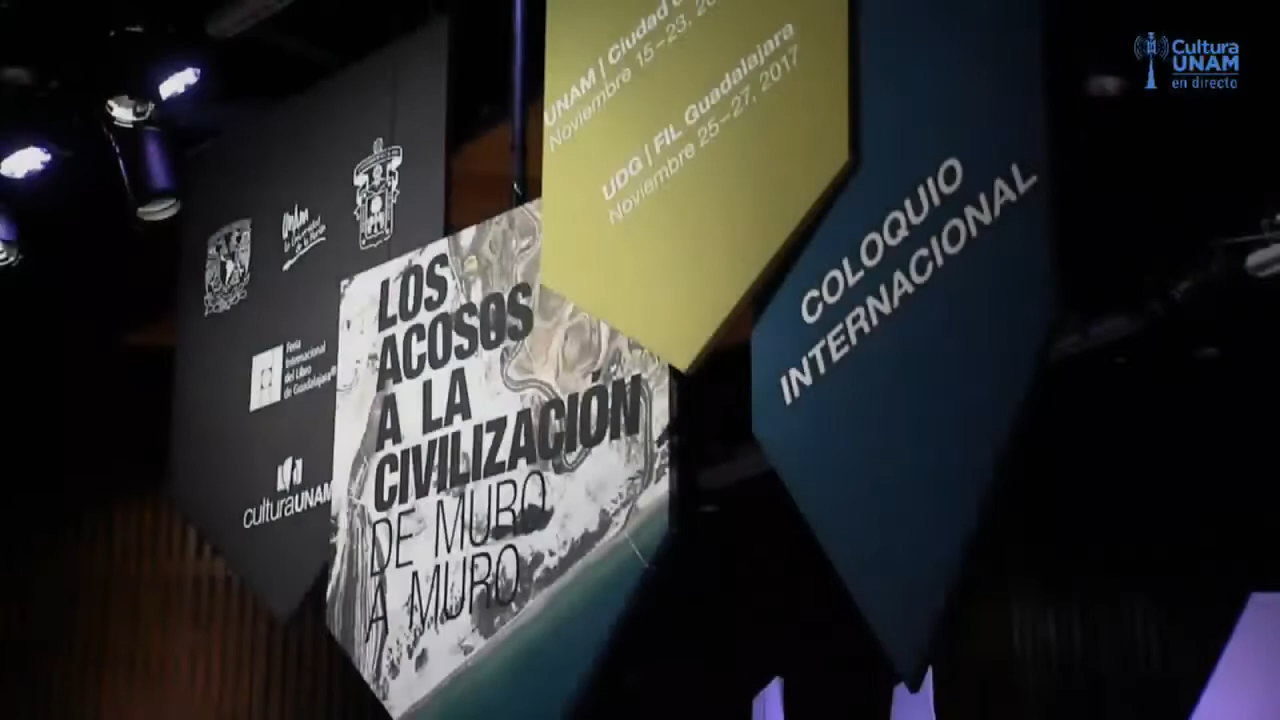 Cultura
UNAM
en directo
UNAM | Ciudad
Noviembre 15–23,
UDG | FIL Guadalajara
Noviembre 25–27, 2017
COLOQUIO
INTERNACIONAL
Feria
Internacional
del Libro
de Guadalajara®
culturaUNAM
LOS
ACOSOS
A LA
CIVILIZACIÓN
DE MURO
A MURO